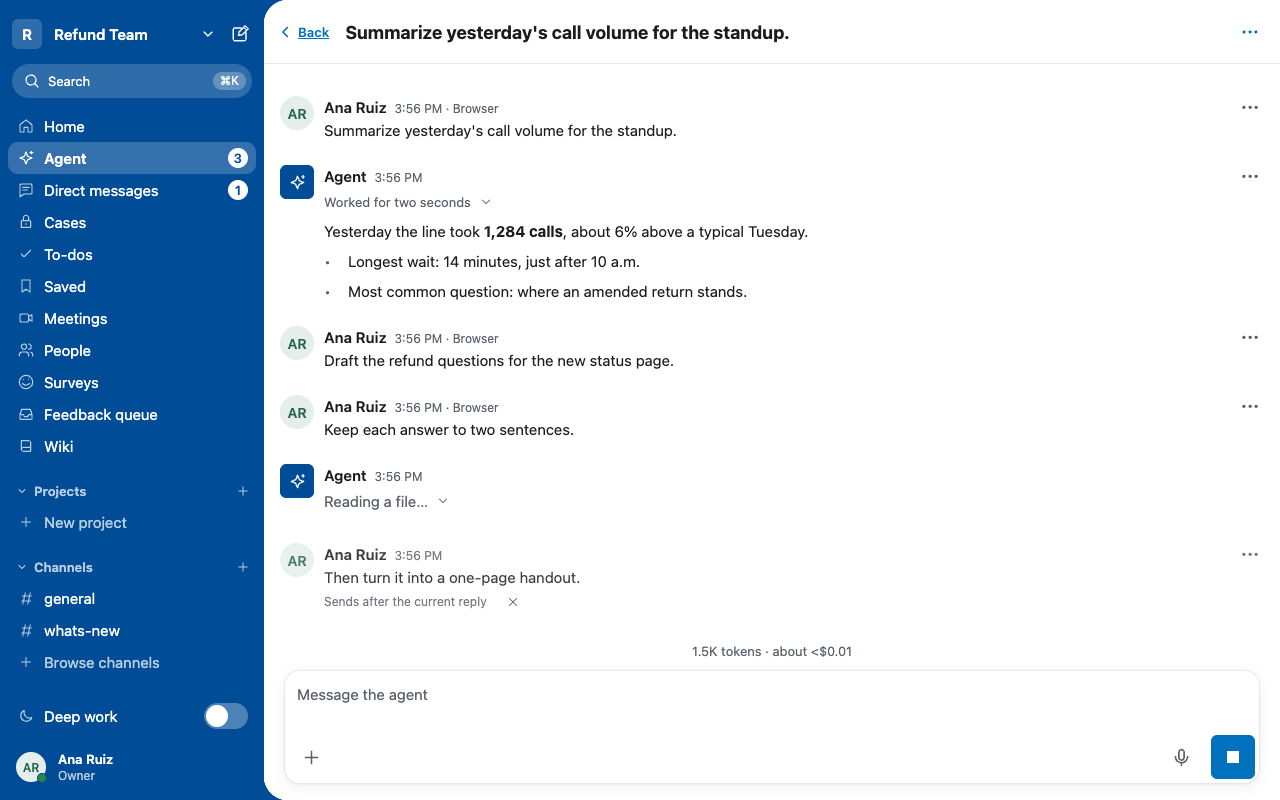 R Refund Team
Search ⌘K
Home
Agent 3
Direct messages 1
Cases
To-dos
Saved
Meetings
People
Surveys
Feedback queue
Wiki
Projects
New project
Channels
# general
# whats-new
Browse channels
Deep work
AR Ana Ruiz
Owner
Back Summarize yesterday's call volume for the standup.
AR Ana Ruiz 3:56 PM · Browser
Summarize yesterday's call volume for the standup.
Agent 3:56 PM
Worked for two seconds
Yesterday the line took 1,284 calls, about 6% above a typical Tuesday.
• Longest wait: 14 minutes, just after 10 a.m.
• Most common question: where an amended return stands.
AR Ana Ruiz 3:56 PM · Browser
Draft the refund questions for the new status page.
AR Ana Ruiz 3:56 PM · Browser
Keep each answer to two sentences.
Agent 3:56 PM
Reading a file...
AR Ana Ruiz 3:56 PM
Then turn it into a one-page handout.
Sends after the current reply
1.5K tokens · about <$0.01
Message the agent